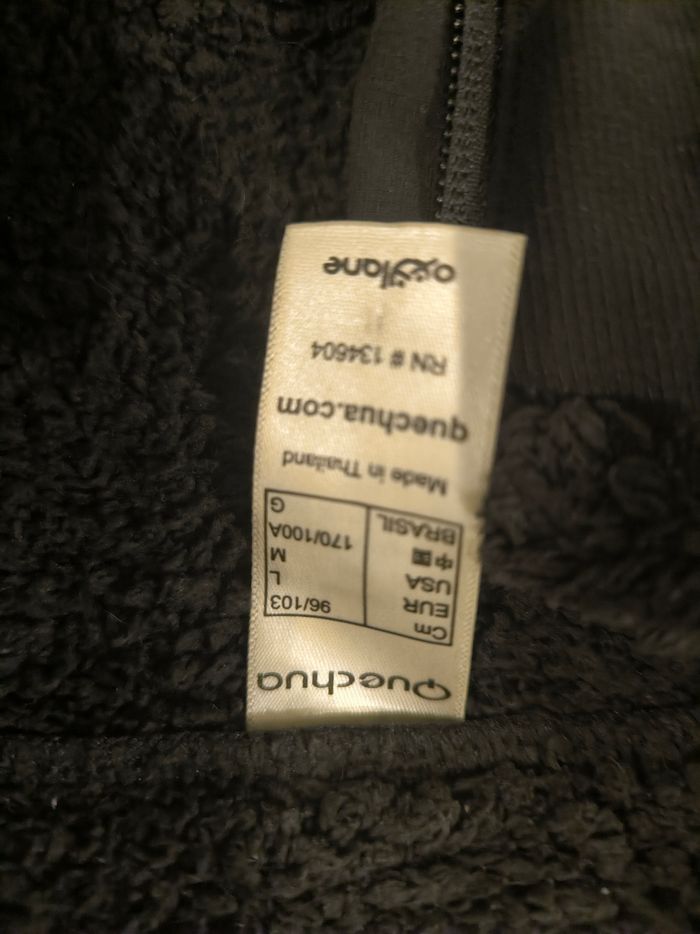 Quechua
Cm 96/103
EUR L
USA M
中国 170/100A
BRASIL G
Made in Thailand
quechua.com
RN # 134604
oxylane